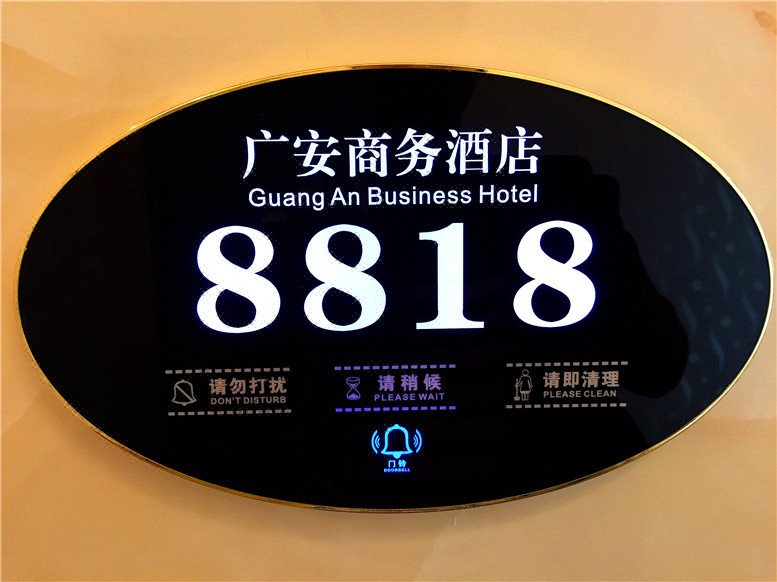 广安商务酒店
Guang An Business Hotel
8818
请勿打扰
DON'T DISTURB
请稍候
PLEASE WAIT
请即清理
PLEASE CLEAN
门铃
DOORBELL